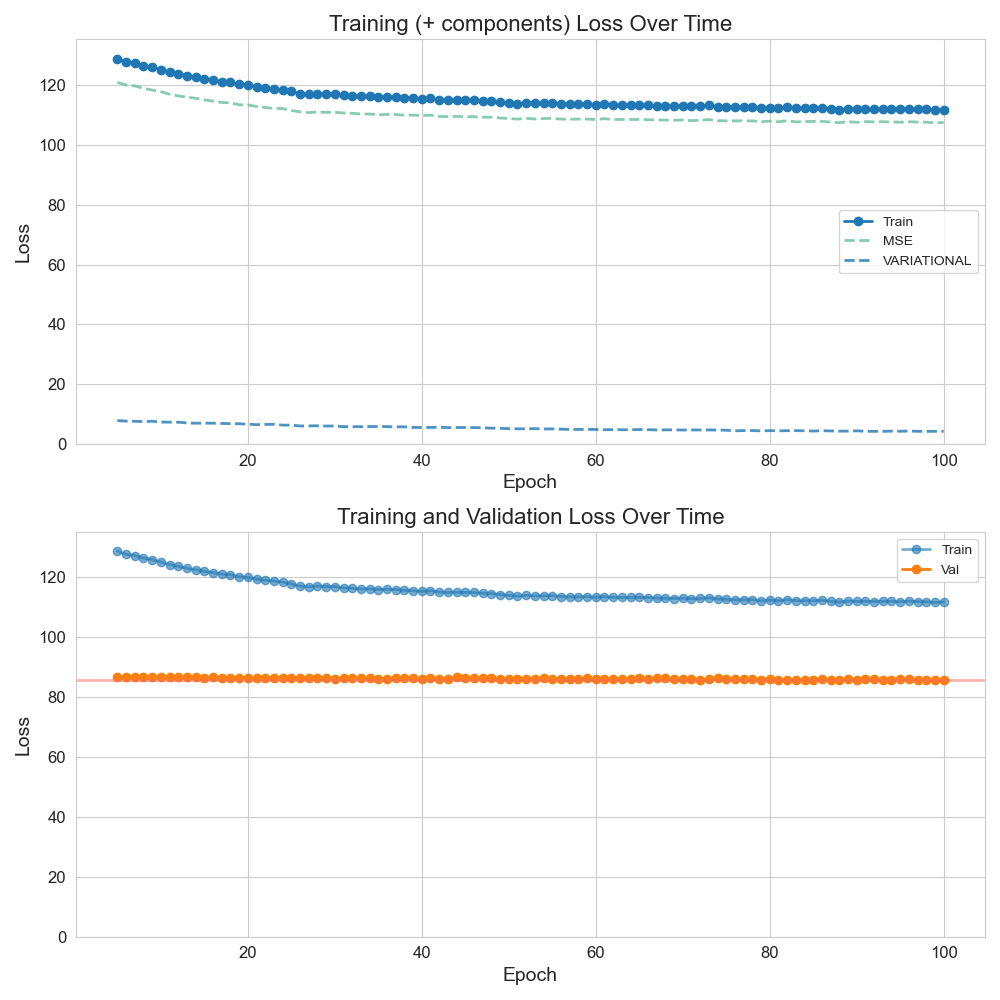 Training (+ components) Loss Over Time
120
100
80
60
40
20
0
Loss
Train
MSE
VARIATIONAL
20 40 60 80 100
Epoch
Training and Validation Loss Over Time
120
100
80
60
40
20
0
Loss
Train
Val
20 40 60 80 100
Epoch